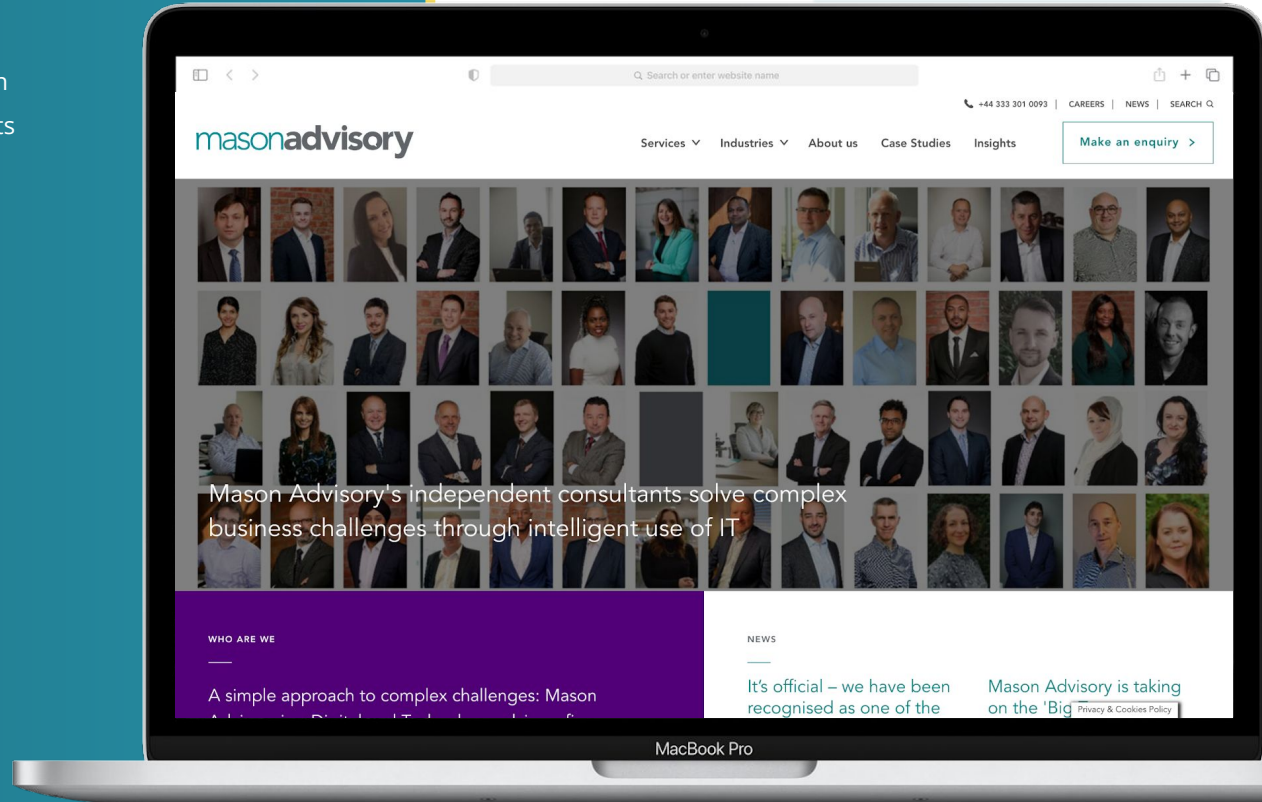 Search or enter website name
+44 333 301 0093 | CAREERS | NEWS | SEARCH
masonadvisory
Services Industries About us Case Studies Insights Make an enquiry >
Mason Advisory's independent consultants solve complex
business challenges through intelligent use of IT
WHO ARE WE
A simple approach to complex challenges: Mason
NEWS
It's official – we have been
recognised as one of the
Mason Advisory is taking
on the 'Big
Privacy & Cookies Policy
MacBook Pro